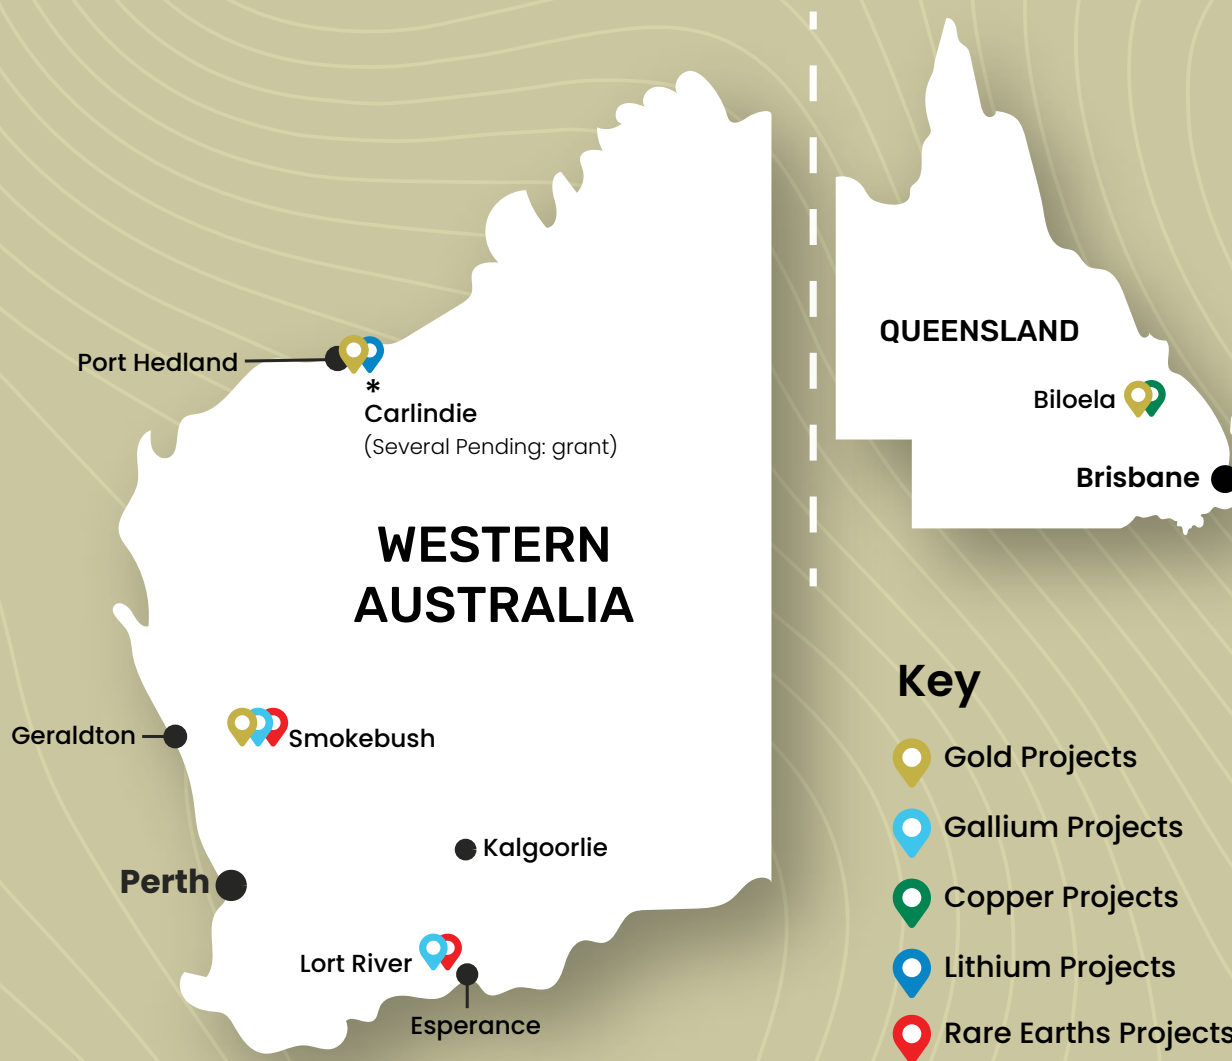 Port Hedland
*
Carlindie
(Several Pending: grant)
WESTERN
AUSTRALIA
Geraldton
Smokebush
Kalgoorlie
Perth
Lort River
Esperance
QUEENSLAND
Biloela
Brisbane
Key
Gold Projects
Gallium Projects
Copper Projects
Lithium Projects
Rare Earths Projects